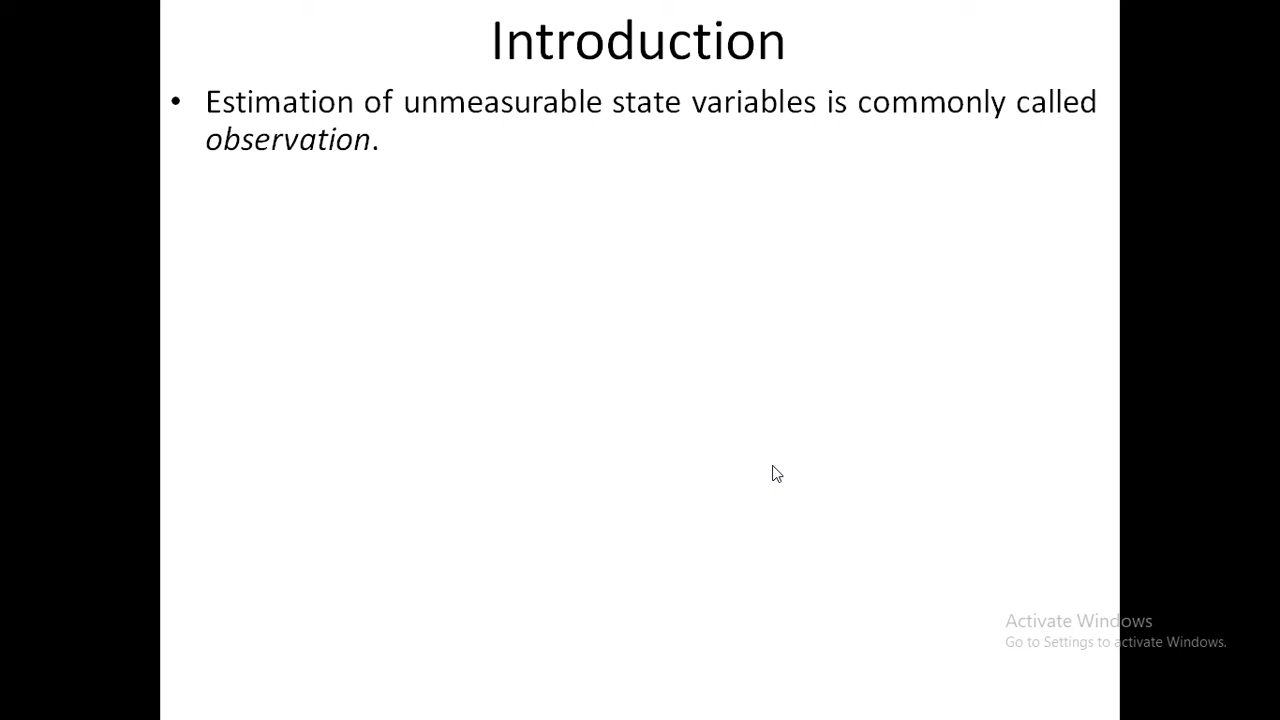 Introduction
• Estimation of unmeasurable state variables is commonly called
observation.
Activate Windows
Go to Settings to activate Windows.